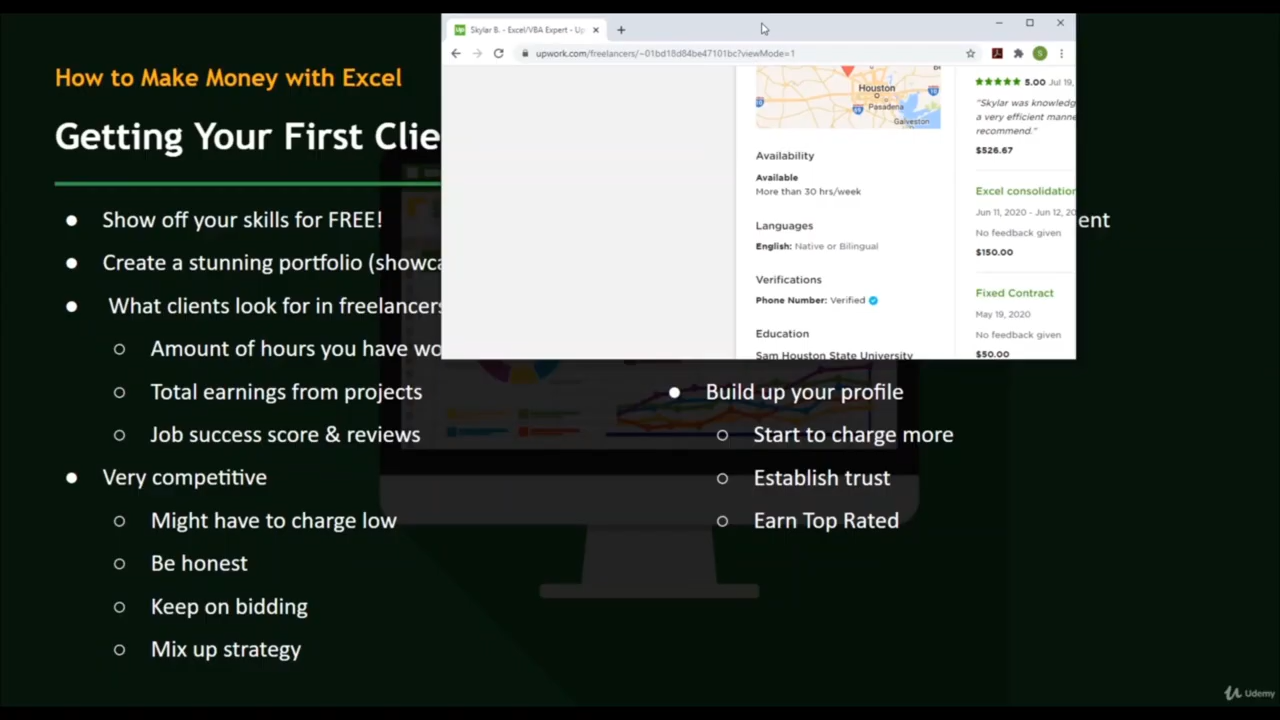 How to Make Money with Excel
Getting Your First Clie
Show off your skills for FREE!
Create a stunning portfolio (showca
What clients look for in freelancers
Amount of hours you have wo
Total earnings from projects
Job success score & reviews
Very competitive
Might have to charge low
Be honest
Keep on bidding
Mix up strategy
ent
Build up your profile
Start to charge more
Establish trust
Earn Top Rated
Up Skylar B. - Excel/VBA Expert - Up
upwork.com/freelancers/~01bd18d84be47101bc?viewMode=1
S
Houston
Pasadena
Galveston
10
10
Availability
Available
More than 30 hrs/week
Languages
English: Native or Bilingual
Verifications
Phone Number: Verified
Education
Sam Houston State University
5.00 Jul 19,
"Skylar was knowledg
a very efficient manne
recommend."
$526.67
Excel consolidation
Jun 11, 2020 - Jun 12, 20
No feedback given
$150.00
Fixed Contract
May 19, 2020
No feedback given
$50.00
Udemy